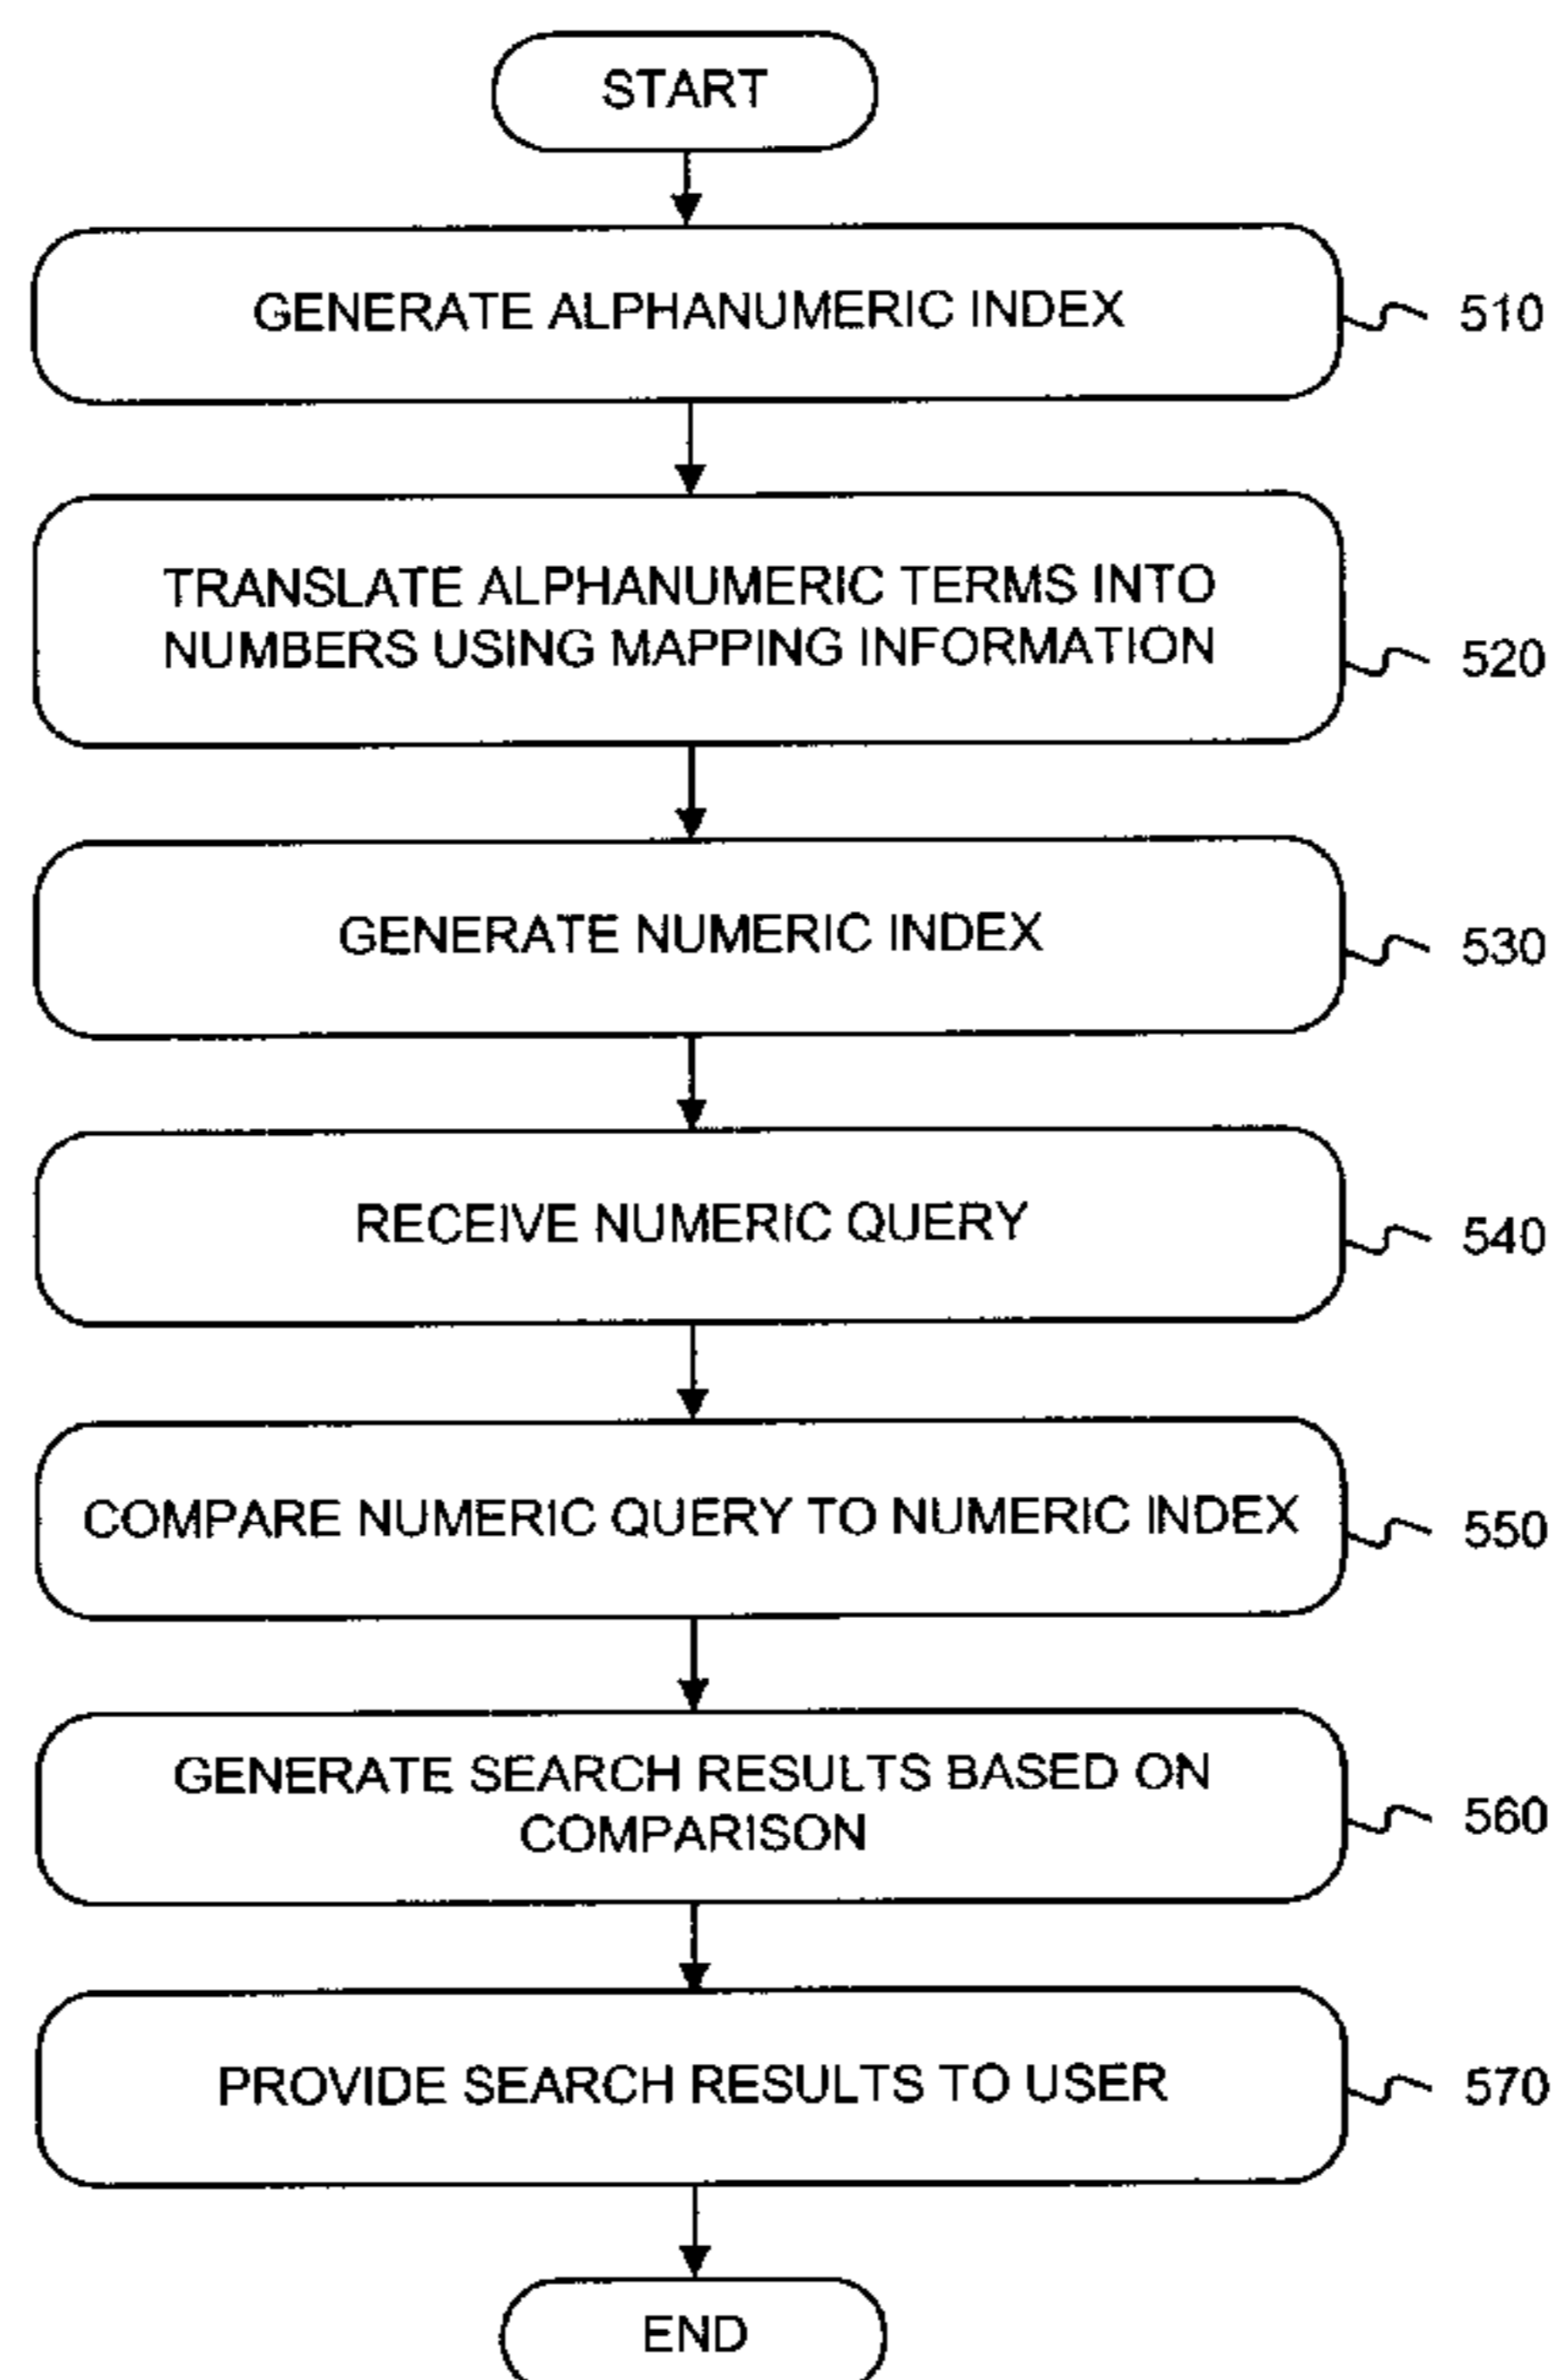 START
GENERATE ALPHANUMERIC INDEX
510
TRANSLATE ALPHANUMERIC TERMS INTO
NUMBERS USING MAPPING INFORMATION
520
GENERATE NUMERIC INDEX
530
RECEIVE NUMERIC QUERY
540
COMPARE NUMERIC QUERY TO NUMERIC INDEX
550
GENERATE SEARCH RESULTS BASED ON
COMPARISON
560
PROVIDE SEARCH RESULTS TO USER
570
END